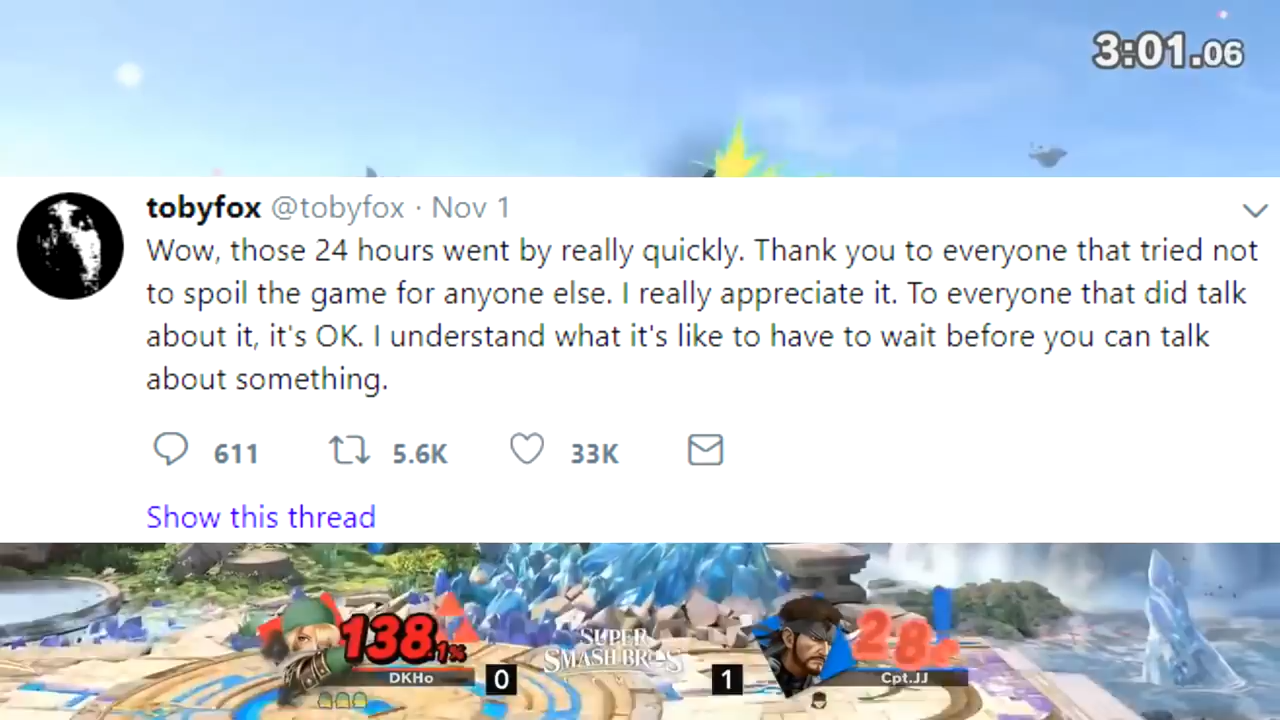 3:01.06
tobyfox @tobyfox · Nov 1
Wow, those 24 hours went by really quickly. Thank you to everyone that tried not
to spoil the game for anyone else. I really appreciate it. To everyone that did talk
about it, it's OK. I understand what it's like to have to wait before you can talk
about something.
611 5.6K 33K
Show this thread
138.1%
DKHo
0
SUPER
SMASH BROS
1
28
Cpt.JJ